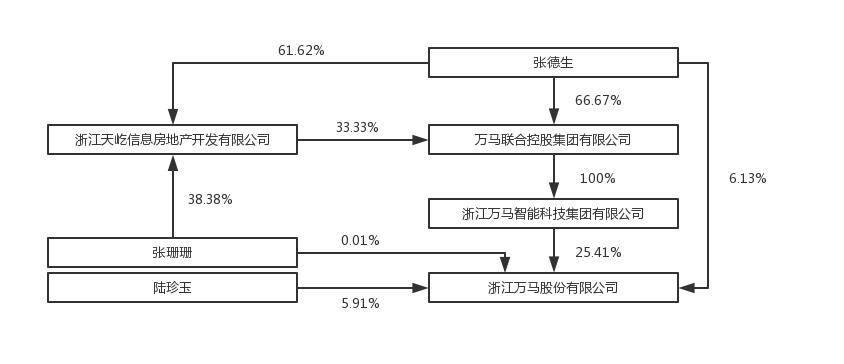 61.62%
张德生
66.67%
浙江天屹信息房地产开发有限公司
33.33%
万马联合控股集团有限公司
100%
6.13%
38.38%
浙江万马智能科技集团有限公司
张珊珊
0.01%
25.41%
陆珍玉
5.91%
浙江万马股份有限公司